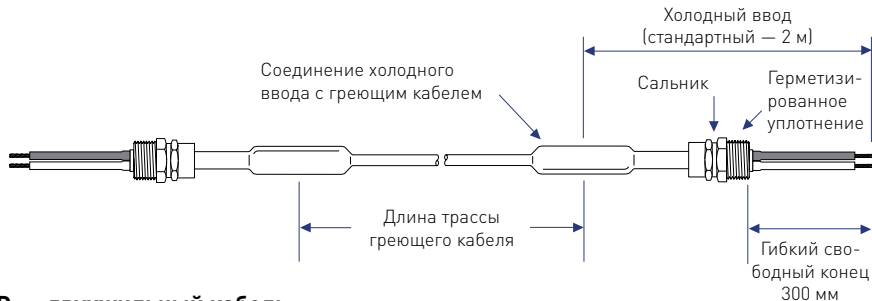 Холодный ввод
(стандартный — 2 м)
Соединение холодного
ввода с греющим кабелем
Сальник
Герметизи-
рованное
уплотнение
Длина трассы
греющего кабеля
Гибкий сво-
бодный конец
300 мм